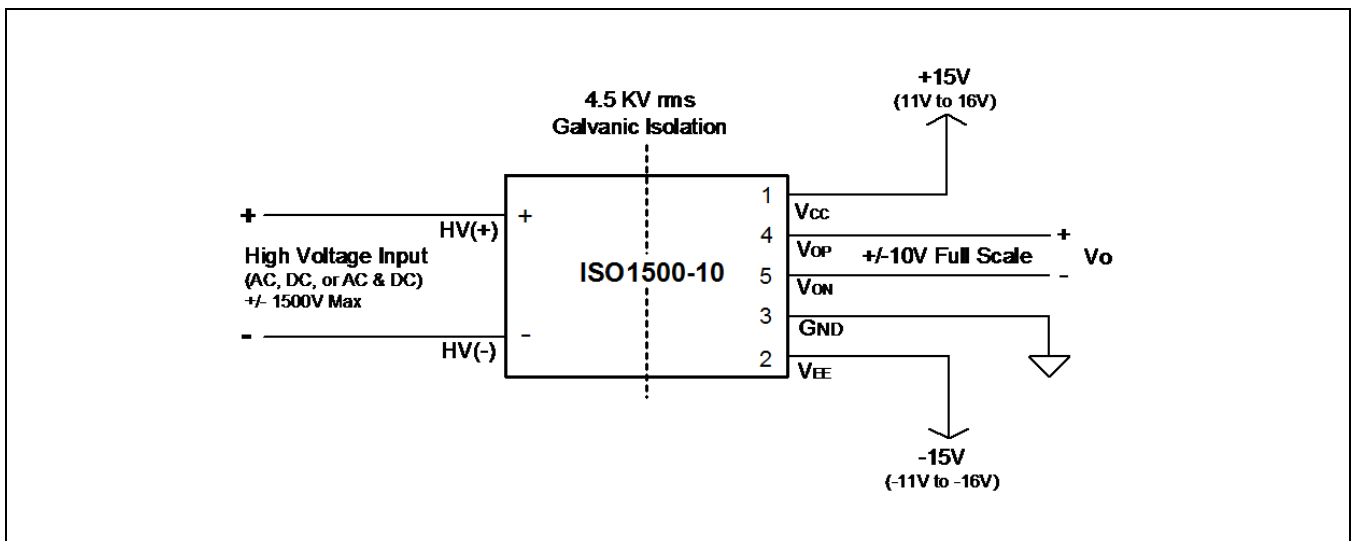 +15V
(11V to 16V)
4.5 KV rms
Galvanic Isolation
+
HV(+)
High Voltage Input
(AC, DC, or AC & DC)
+/- 1500V Max
-
HV(-)
+
-
ISO1500-10
1
VCC
4
VOP
5
VON
3
GND
2
VEE
+/-10V Full Scale
+
Vo
-
-15V
(-11V to -16V)